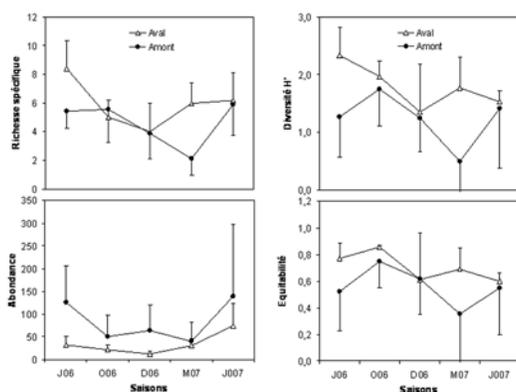 12
10
8
6
4
2
0
Richesse spécifique
Aval
Amont
3,0
2,0
1,0
0,0
Diversité H'
Aval
Amont
350
300
250
200
150
100
50
0
Abondance
J06
O06
D06
M07
J007
Saisons
1,2
1,0
0,8
0,6
0,4
0,2
0,0
Equitabilité
J06
O06
D06
M07
J007
Saisons